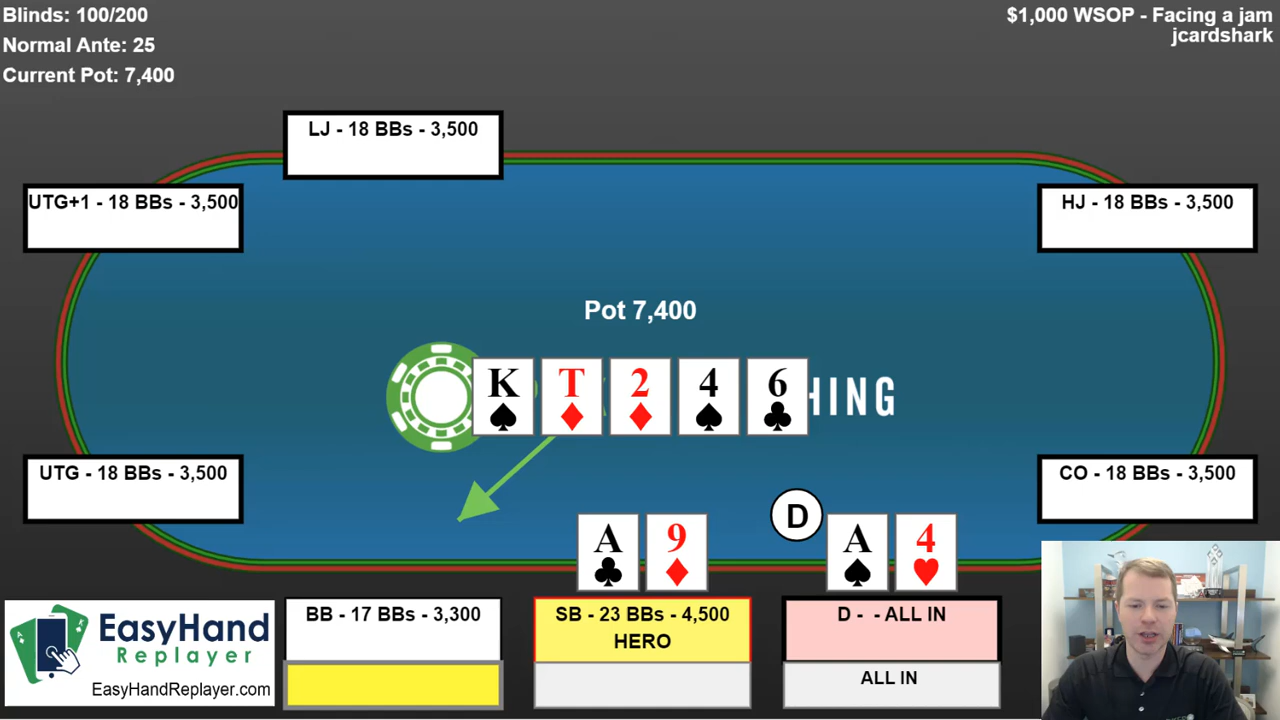 Blinds: 100/200
Normal Ante: 25
Current Pot: 7,400
$1,000 WSOP - Facing a jam
jcardshark
LJ - 18 BBs - 3,500
UTG+1 - 18 BBs - 3,500
HJ - 18 BBs - 3,500
Pot 7,400
K T 2 4 6
HING
UTG - 18 BBs - 3,500
CO - 18 BBs - 3,500
D
A 9
A 4
BB - 17 BBs - 3,300
SB - 23 BBs - 4,500
HERO
D - - ALL IN
ALL IN
A K
EasyHand
Replayer
EasyHandReplayer.com